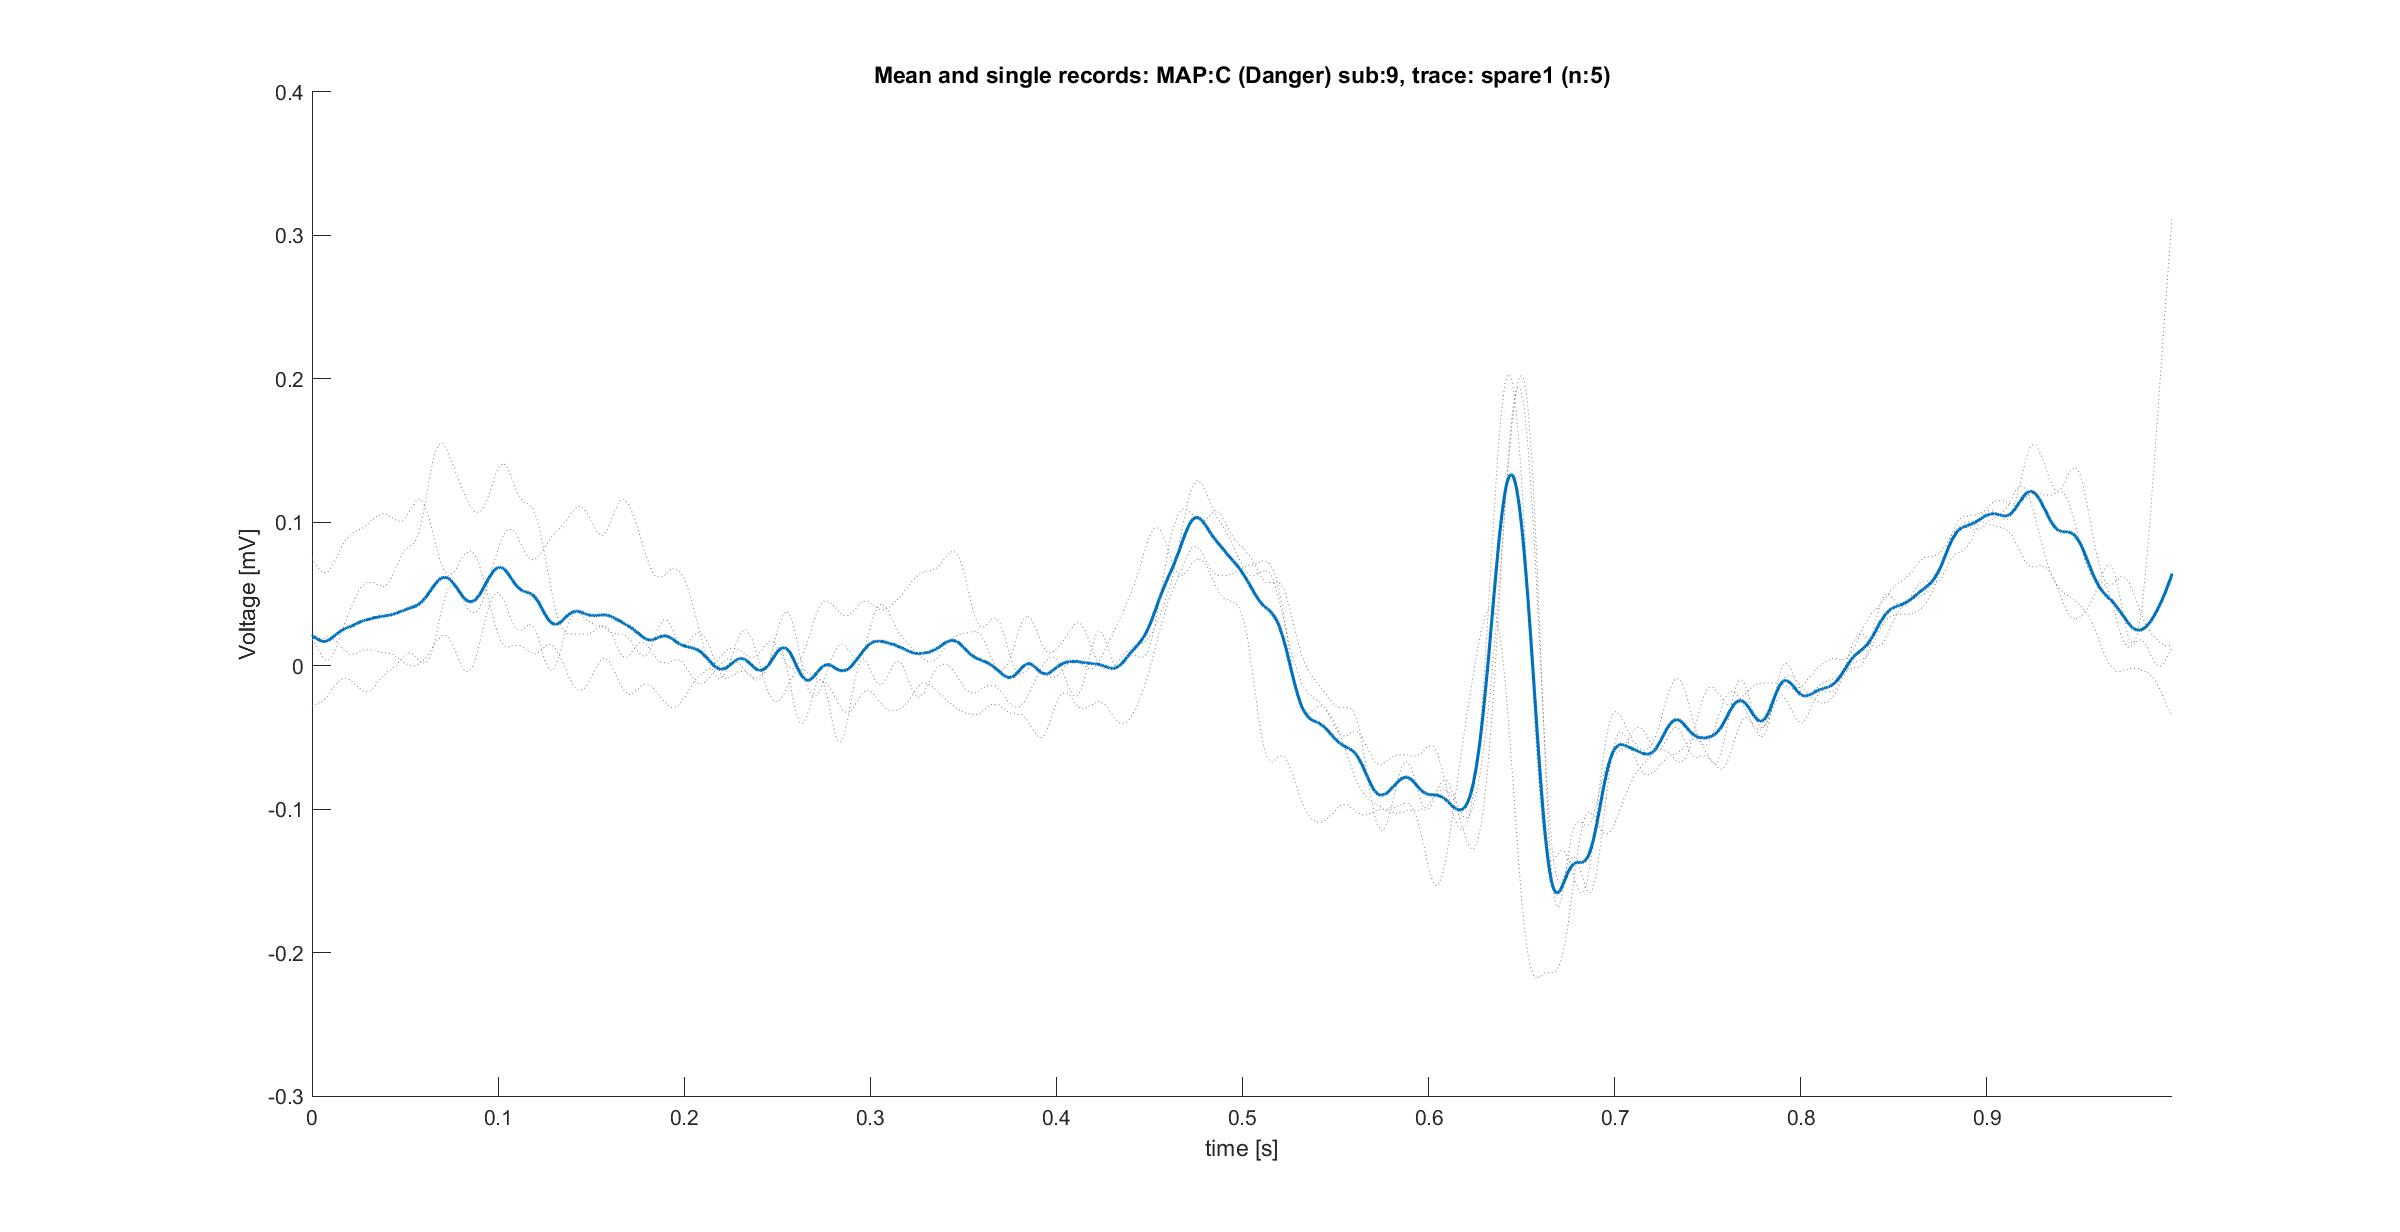 Mean and single records: MAP:C (Danger) sub:9, trace: spare1 (n:5)
0.4
0.3
0.2
0.1
0
-0.1
-0.2
-0.3
Voltage [mV]
0 0.1 0.2 0.3 0.4 0.5 0.6 0.7 0.8 0.9
time [s]